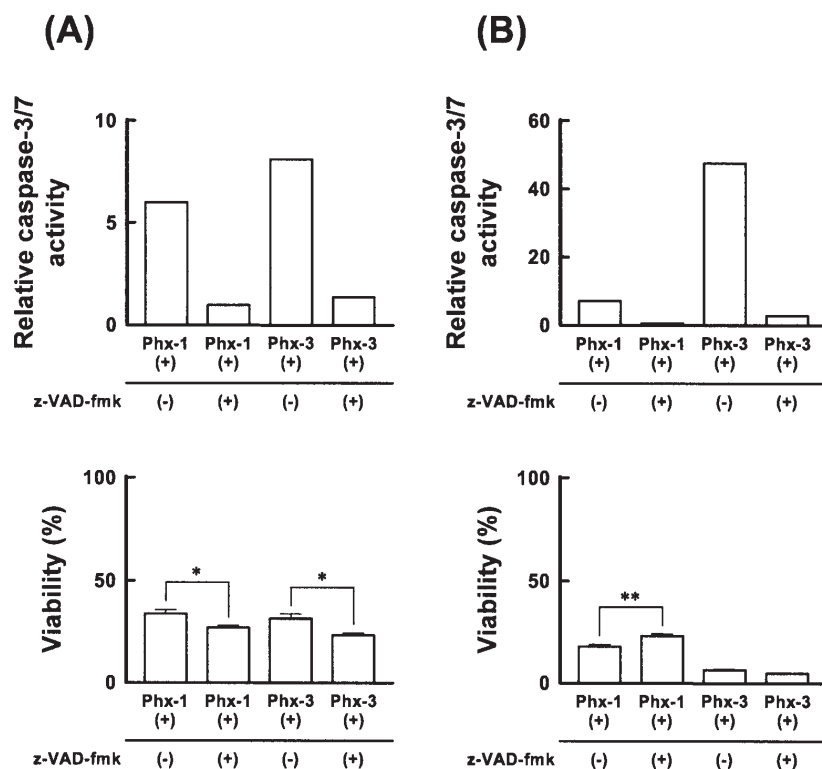 (A)
Relative caspase-3/7
activity
10
5
0
Phx-1 Phx-1 Phx-3 Phx-3
(+) (+) (+) (+)
z-VAD-fmk (-) (+) (-) (+)
(B)
Relative caspase-3/7
activity
60
40
20
0
Phx-1 Phx-1 Phx-3 Phx-3
(+) (+) (+) (+)
z-VAD-fmk (-) (+) (-) (+)
Viability (%)
100
50
0
* *
Phx-1 Phx-1 Phx-3 Phx-3
(+) (+) (+) (+)
z-VAD-fmk (-) (+) (-) (+)
Viability (%)
100
50
0
**
Phx-1 Phx-1 Phx-3 Phx-3
(+) (+) (+) (+)
z-VAD-fmk (-) (+) (-) (+)